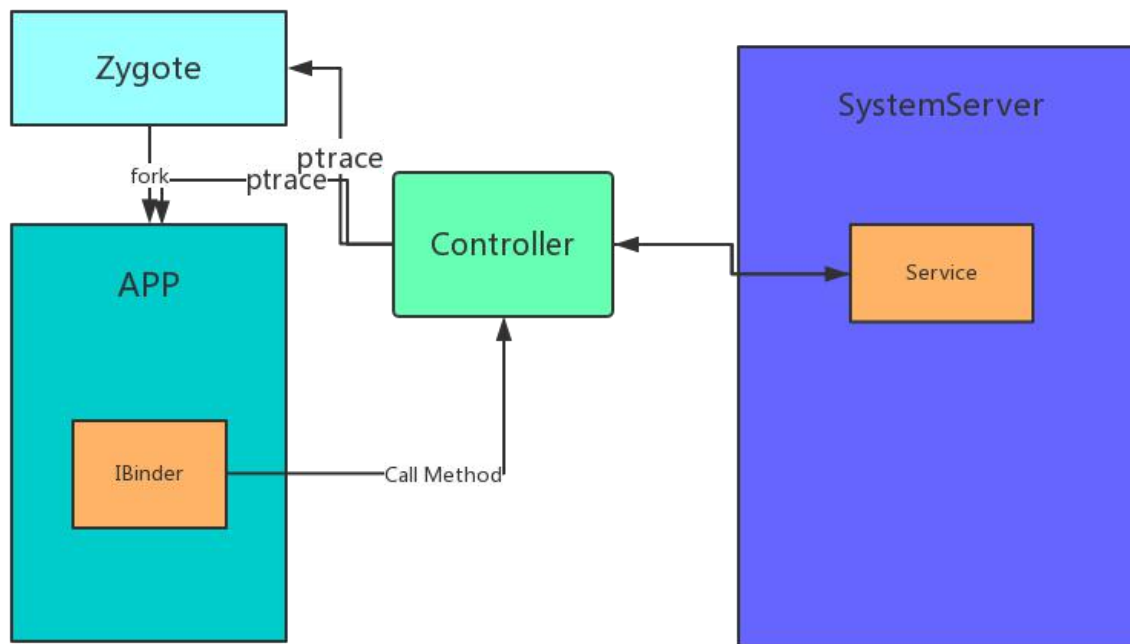 Zygote
SystemServer
ptrace
fork
ptrace
Controller
Service
APP
IBinder
Call Method